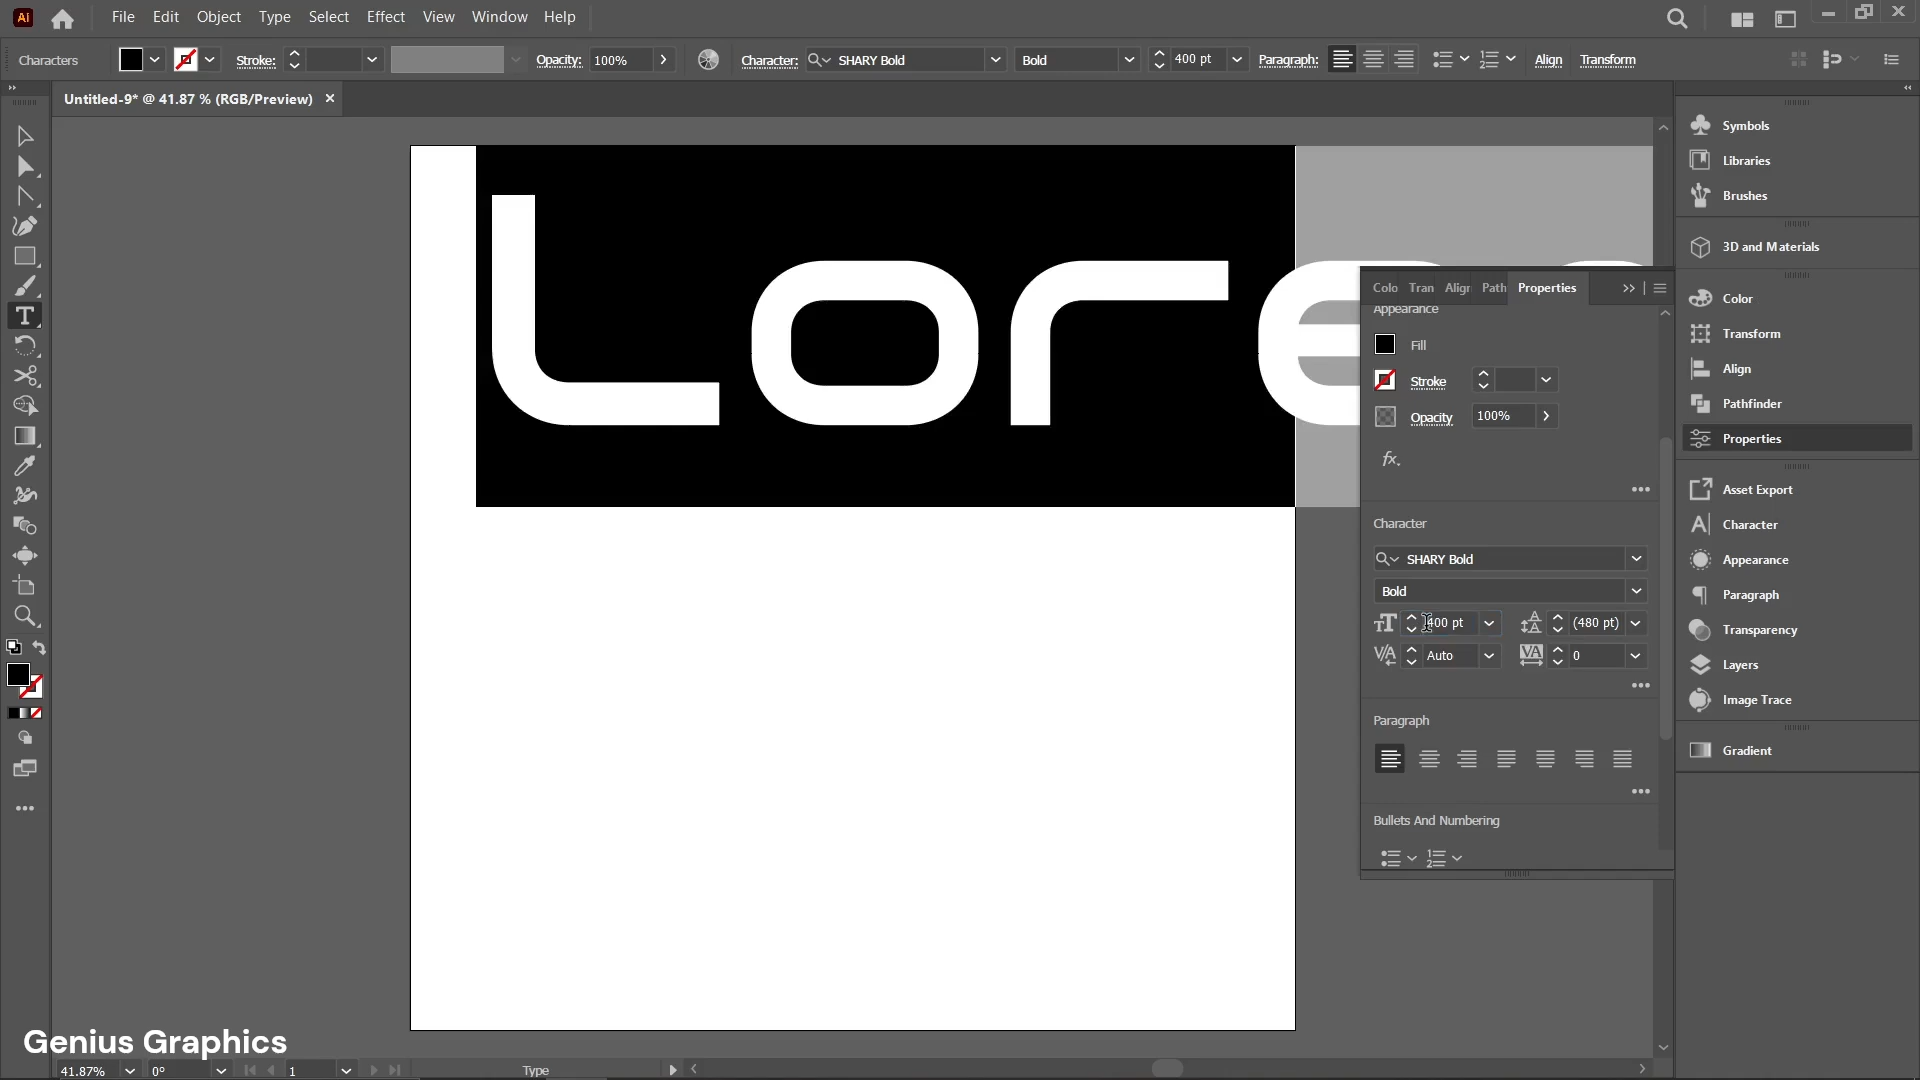 Ai File Edit Object Type Select Effect View Window Help
Characters Stroke: Opacity: 100% Character: SHARY Bold Bold 400 pt Paragraph: Align Transform
Untitled-9* @ 41.87 % (RGB/Preview) ×
Lore
Symbols
Libraries
Brushes
3D and Materials
Color
Transform
Align
Pathfinder
Properties
Asset Export
Character
Appearance
Paragraph
Transparency
Layers
Image Trace
Gradient
Colo Tran Align Path Properties
Appearance
Fill
Stroke
Opacity 100%
fx.
Character
SHARY Bold
Bold
400 pt (480 pt)
Auto 0
Paragraph
Bullets And Numbering
Genius Graphics
41.87% 0° 1 Type